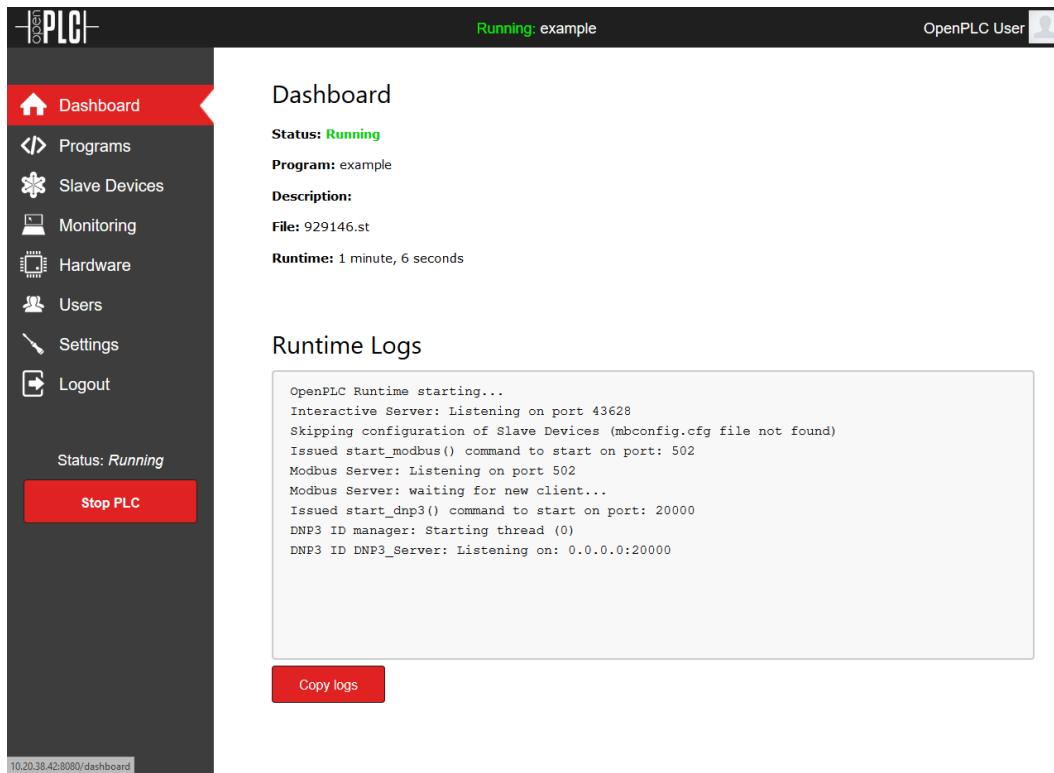 open PLC
Running: example
OpenPLC User
Dashboard
Programs
Slave Devices
Monitoring
Hardware
Users
Settings
Logout
Status: Running
Stop PLC
Dashboard
Status: Running
Program: example
Description:
File: 929146.st
Runtime: 1 minute, 6 seconds
Runtime Logs
OpenPLC Runtime starting...
Interactive Server: Listening on port 43628
Skipping configuration of Slave Devices (mbconfig.cfg file not found)
Issued start_modbus() command to start on port: 502
Modbus Server: Listening on port 502
Modbus Server: waiting for new client...
Issued start_dnp3() command to start on port: 20000
DNP3 ID manager: Starting thread (0)
DNP3 ID DNP3_Server: Listening on: 0.0.0.0:20000
Copy logs
10.20.38.42:8080/dashboard